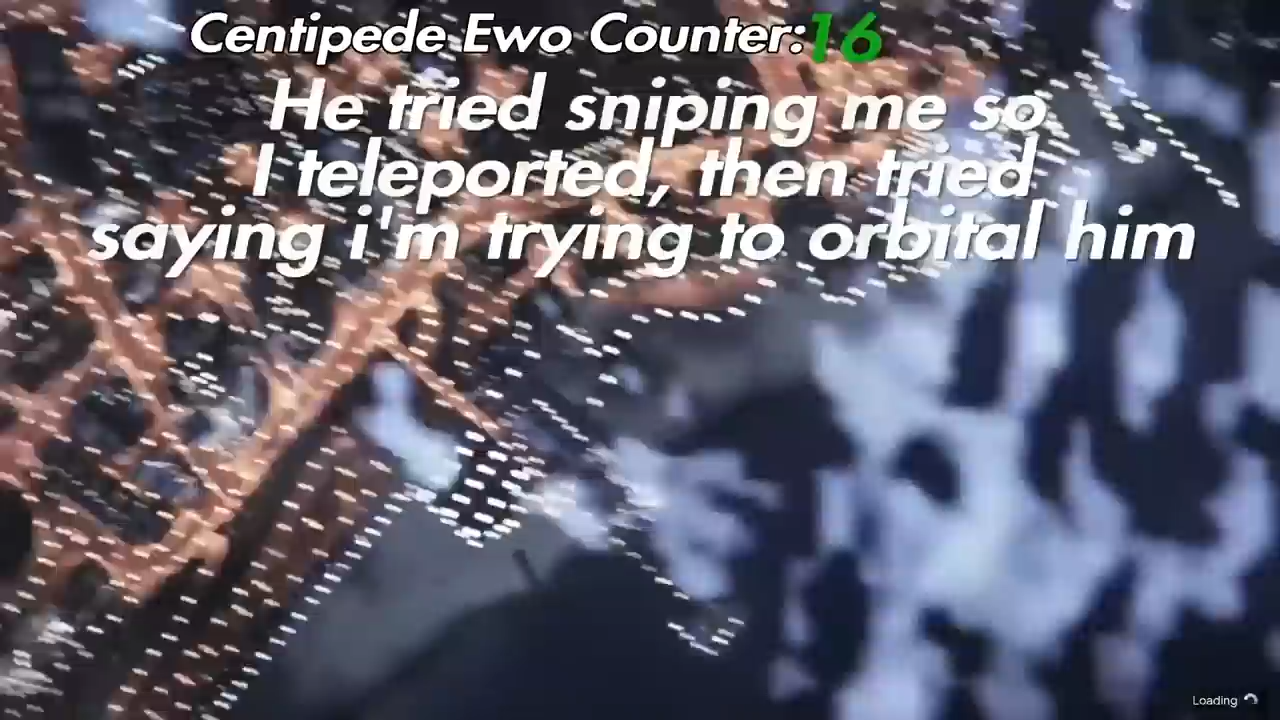 Centipede Ewo Counter:16
He tried sniping me so
I teleported, then tried
saying i'm trying to orbital him
Loading